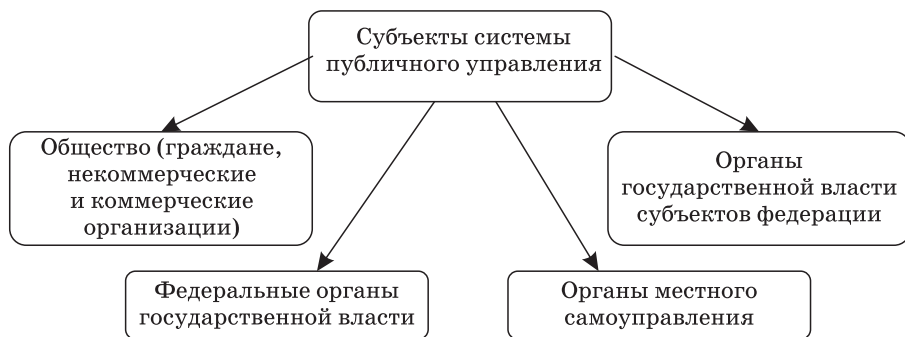 Субъекты системы
публичного управления
Общество (граждане,
некоммерческие
и коммерческие
организации)
Органы
государственной власти
субъектов федерации
Федеральные органы
государственной власти
Органы местного
самоуправления